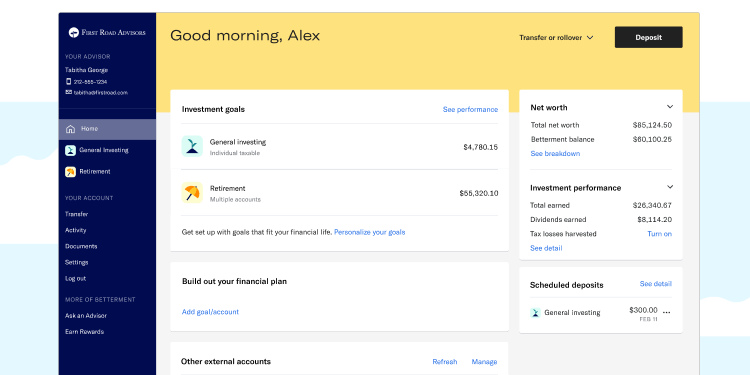 FIRST ROAD ADVISORS
YOUR ADVISOR
Tabitha George
212-555-1234
tabitha@firstroad.com
Home
General Investing
Retirement
YOUR ACCOUNT
Transfer
Activity
Documents
Settings
Log out
MORE OF BETTERMENT
Ask an Advisor
Earn Rewards
Good morning, Alex
Transfer or rollover
Deposit
Investment goals
See performance
General investing
Individual taxable
$4,780.15
Retirement
Multiple accounts
$55,320.10
Get set up with goals that fit your financial life. Personalize your goals
Build out your financial plan
Add goal/account
Other external accounts
Refresh
Manage
Net worth
Total net worth $85,124.50
Betterment balance $60,100.25
See breakdown
Investment performance
Total earned $26,340.67
Dividends earned $8,114.20
Tax losses harvested Turn on
See detail
Scheduled deposits See detail
General investing $300.00
FEB 11